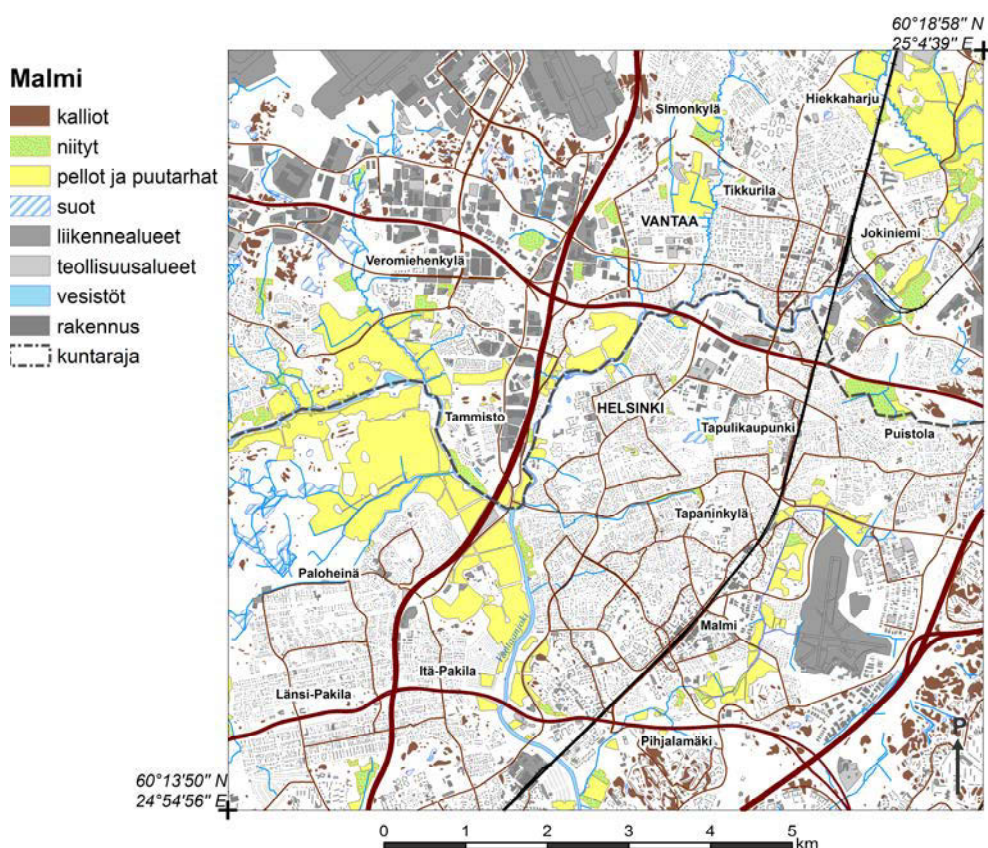 60°18'58'' N
25°4'39'' E
Malmi
kalliot
niityt
pellot ja puutarhat
suot
liikennealueet
teollisuusalueet
vesistöt
rakennus
kuntaraja
Simonkylä
Hiekkaharju
Tikkurila
VANTAA
Jokiniemi
Veromiehenkylä
Tammisto
HELSINKI
Tapulikaupunki
Puistola
Tapaninkylä
Paloheinä
Malmi
Vantaanjoki
Itä-Pakila
Länsi-Pakila
Pihjalamäki
P
60°13'50'' N
24°54'56'' E
0 1 2 3 4 5
km